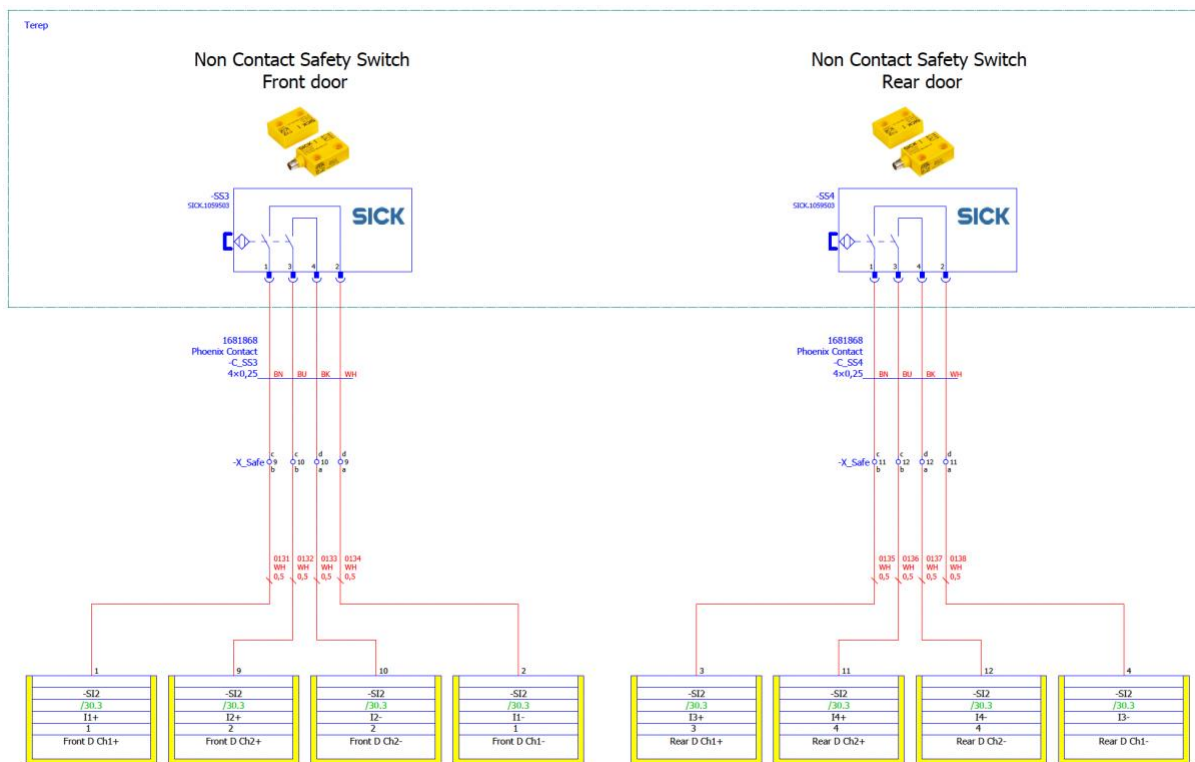 Terep
Non Contact Safety Switch
Front door
Non Contact Safety Switch
Rear door
-SS3
SICK.1059503
SICK
1 3 4 2
-SS4
SICK.1059503
SICK
1 3 4 2
1681868
Phoenix Contact
-C_SS3
4×0,25
BN BU BK WH
1681868
Phoenix Contact
-C_SS4
4×0,25
BN BU BK WH
c c d d
-X_Safe 9 10 10 9
b b a a
c c d d
-X_Safe 11 12 12 11
b b a a
0131 0132 0133 0134
WH WH WH WH
0,5 0,5 0,5 0,5
0135 0136 0137 0138
WH WH WH WH
0,5 0,5 0,5 0,5
1 9 10 2 3 11 12 4
-SI2 -SI2 -SI2 -SI2 -SI2 -SI2 -SI2 -SI2
/30.3 /30.3 /30.3 /30.3 /30.3 /30.3 /30.3 /30.3
I1+ I2+ I2- I1- I3+ I4+ I4- I3-
1 2 2 1 3 4 4
Front D Ch1+ Front D Ch2+ Front D Ch2- Front D Ch1- Rear D Ch1+ Rear D Ch2+ Rear D Ch2- Rear D Ch1-